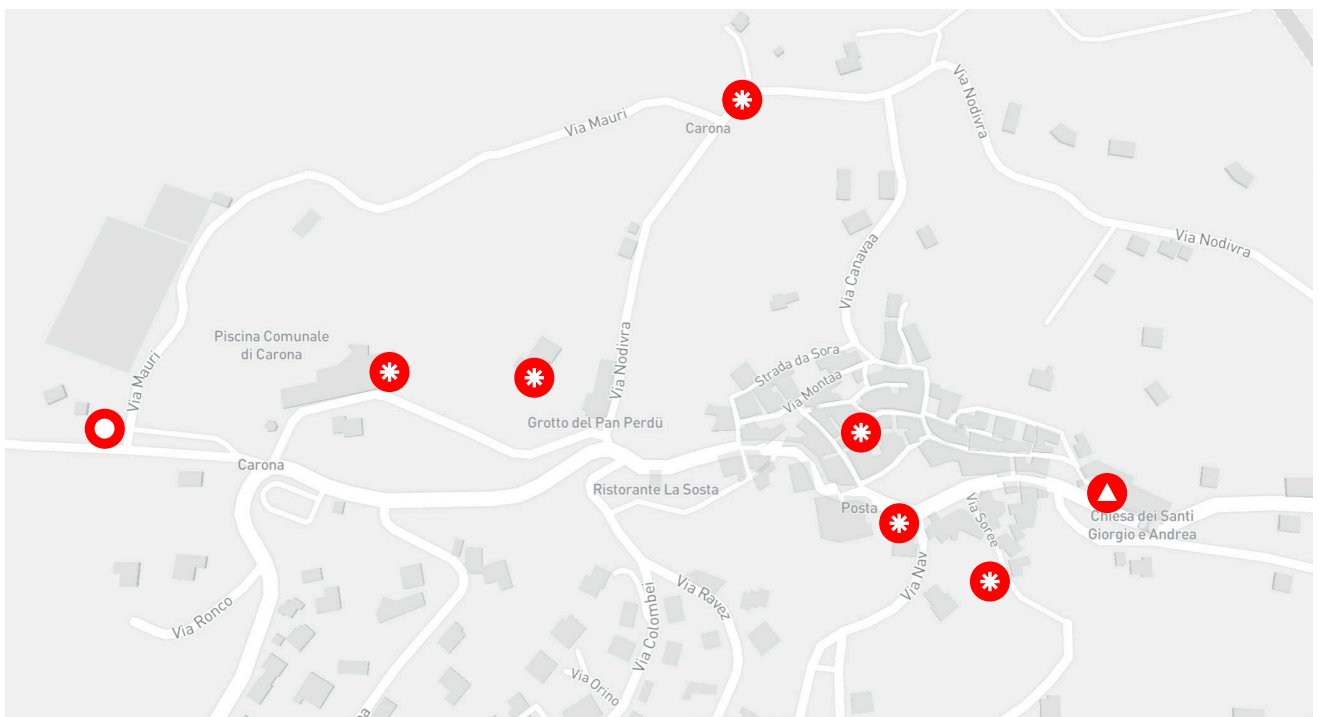 Via Nodivra
Via Mauri
Carona
Via Nodivra
Via Canavaa
Piscina Comunale
di Carona
Via Mauri
Via Nodivra
Strada da Sora
Via Montaa
Grotto del Pan Perdü
Carona
Ristorante La Sosta
Posta
Via Soree
Chiesa dei Santi
Giorgio e Andrea
Via Nav
Via Ravez
Via Ronco
Via Colombei
Via Orino